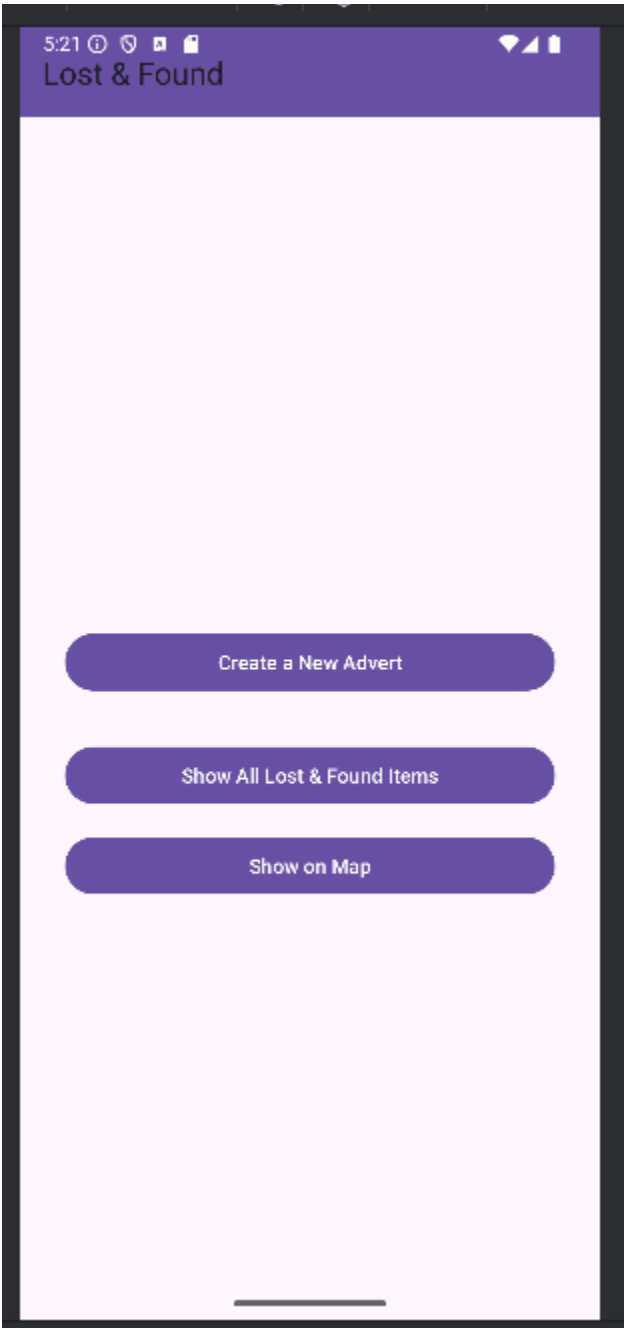 5:21
Lost & Found
Create a New Advert
Show All Lost & Found Items
Show on Map